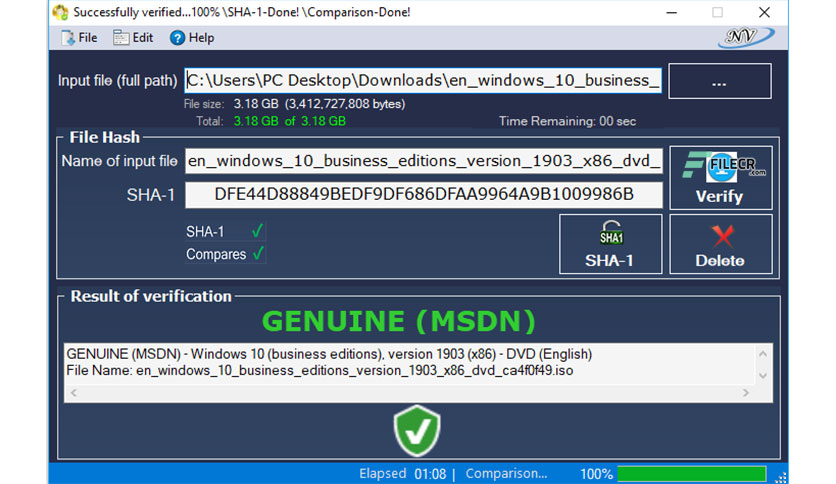 Successfully verified...100% \SHA-1-Done! \Comparison-Done!
File Edit Help
NV
Input file (full path) C:\Users\PC Desktop\Downloads\en_windows_10_business_ ...
File size: 3.18 GB (3,412,727,808 bytes)
Total: 3.18 GB of 3.18 GB Time Remaining: 00 sec
File Hash
Name of input file en_windows_10_business_editions_version_1903_x86_dvd_
FILECR
.com
Verify
SHA-1 DFE44D88849BEDF9DF686DFAA9964A9B1009986B
SHA-1
Compares
SHA1
SHA-1
Delete
Result of verification
GENUINE (MSDN)
GENUINE (MSDN) - Windows 10 (business editions), version 1903 (x86) - DVD (English)
File Name: en_windows_10_business_editions_version_1903_x86_dvd_ca4f0f49.iso
Elapsed 01:08 | Comparison... 100%